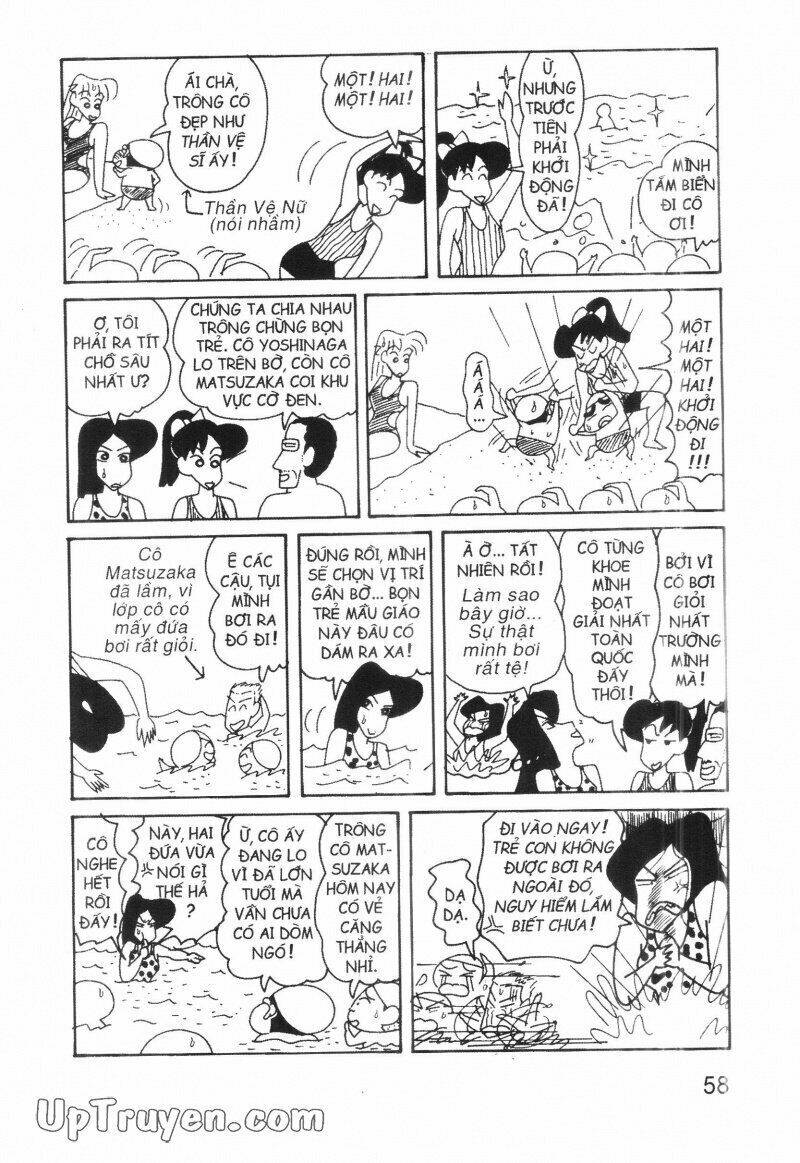 MÌNH
TẮM BIỂN
ĐI CÔ
ƠI!
Ừ,
NHƯNG
TRƯỚC
TIÊN
PHẢI
KHỞI
ĐỘNG
ĐÃ!
MỘT! HAI!
MỘT! HAI!
ÁI CHÀ,
TRÔNG CÔ
ĐẸP NHƯ
THẦN VỆ
SĨ ẤY!
Thần Vệ Nữ
(nói nhầm)
MỘT
HAI!
MỘT
HAI!
KHỞI
ĐỘNG
ĐI
!!!
Á
Á Á
...
CHÚNG TA CHIA NHAU
TRÔNG CHỪNG BỌN
TRẺ. CÔ YOSHINAGA
LO TRÊN BỜ, CÒN CÔ
MATSUZAKA COI KHU
VỰC CỜ ĐEN.
Ơ, TÔI
PHẢI RA TÍT
CHỖ SÂU
NHẤT Ư?
BỞI VÌ
CÔ BƠI
GIỎI
NHẤT
TRƯỜNG
MÌNH
MÀ!
CÔ TỪNG
KHOE
MÌNH
ĐOẠT
GIẢI NHẤT
TOÀN
QUỐC
ĐẤY
THÔI!
À Ờ... TẤT
NHIÊN RỒI!
Làm sao
bây giờ...
Sự thật
mình bơi
rất tệ!
ĐÚNG RỒI, MÌNH
SẼ CHỌN VỊ TRÍ
GẦN BỜ... BỌN
TRẺ MẪU GIÁO
NÀY ĐÂU CÓ
DÁM RA XA!
Ê CÁC
CẬU, TỤI
MÌNH
BƠI RA
ĐÓ ĐI!
Cô
Matsuzaka
đã lầm, vì
lớp cô có
mấy đứa
bơi rất giỏi.
ĐI VÀO NGAY!
TRẺ CON KHÔNG
ĐƯỢC BƠI RA
NGOÀI ĐÓ,
NGUY HIỂM LẮM
BIẾT CHƯA!
DẠ
DẠ.
TRÔNG
CÔ MAT-
SUZAKA
HÔM NAY
CÓ VẺ
CĂNG
THẲNG
NHỈ.
Ừ, CÔ ẤY
ĐANG LO
VÌ ĐÃ LỚN
TUỔI MÀ
VẪN CHƯA
CÓ AI DÒM
NGÓ!
NÀY, HAI
ĐỨA VỪA
NÓI GÌ
THẾ HẢ
?
CÔ
NGHE
HẾT
RỒI
ĐẤY!
58
UpTruyen.com